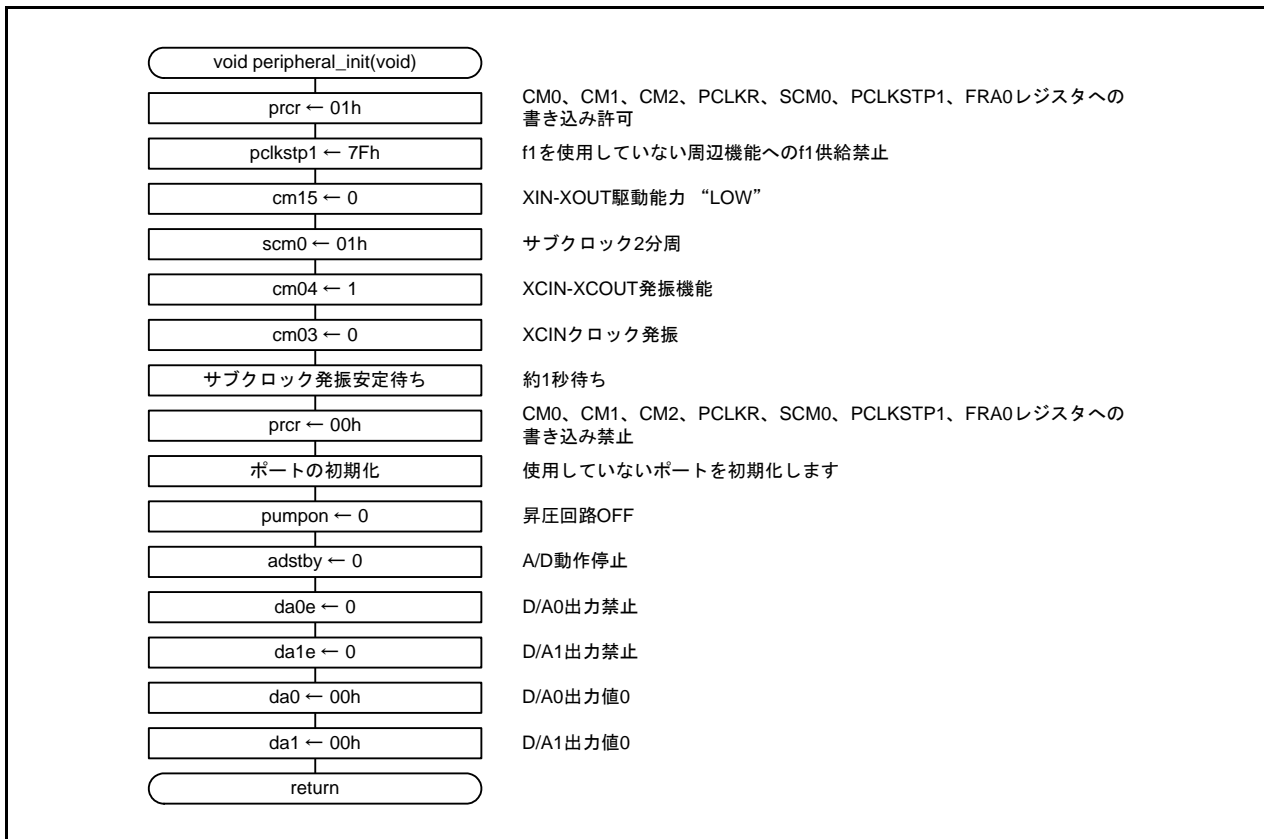 void peripheral_init(void)
prcr ← 01h
CM0、CM1、CM2、PCLKR、SCM0、PCLKSTP1、FRA0レジスタへの
書き込み許可
pclkstp1 ← 7Fh
f1を使用していない周辺機能へのf1供給禁止
cm15 ← 0
XIN-XOUT駆動能力 “LOW”
scm0 ← 01h
サブクロック2分周
cm04 ← 1
XCIN-XCOUT発振機能
cm03 ← 0
XCINクロック発振
サブクロック発振安定待ち
約1秒待ち
prcr ← 00h
CM0、CM1、CM2、PCLKR、SCM0、PCLKSTP1、FRA0レジスタへの
書き込み禁止
ポートの初期化
使用していないポートを初期化します
pumpon ← 0
昇圧回路OFF
adstby ← 0
A/D動作停止
da0e ← 0
D/A0出力禁止
da1e ← 0
D/A1出力禁止
da0 ← 00h
D/A0出力値0
da1 ← 00h
D/A1出力値0
return